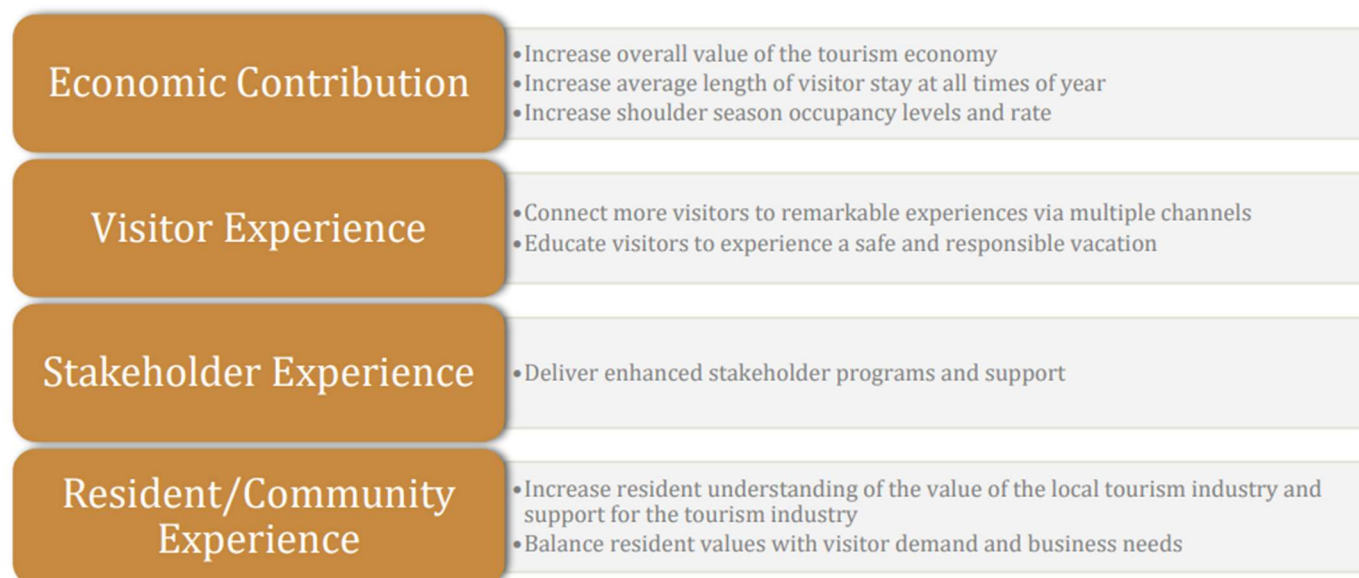 Economic Contribution
•Increase overall value of the tourism economy
•Increase average length of visitor stay at all times of year
•Increase shoulder season occupancy levels and rate
Visitor Experience
•Connect more visitors to remarkable experiences via multiple channels
•Educate visitors to experience a safe and responsible vacation
Stakeholder Experience
•Deliver enhanced stakeholder programs and support
Resident/Community
Experience
•Increase resident understanding of the value of the local tourism industry and
support for the tourism industry
•Balance resident values with visitor demand and business needs